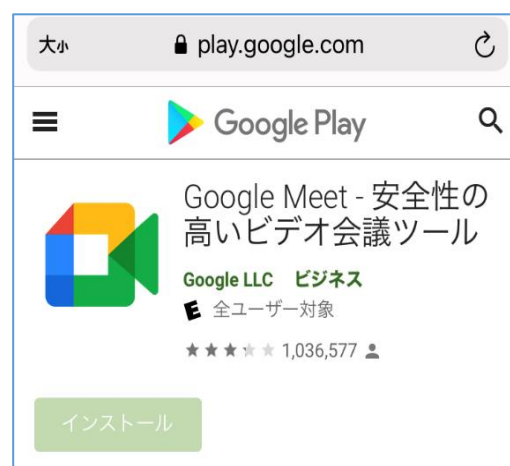 大小 play.google.com
Google Play
Google Meet - 安全性の
高いビデオ会議ツール
Google LLC ビジネス
E 全ユーザー対象
1,036,577
インストール